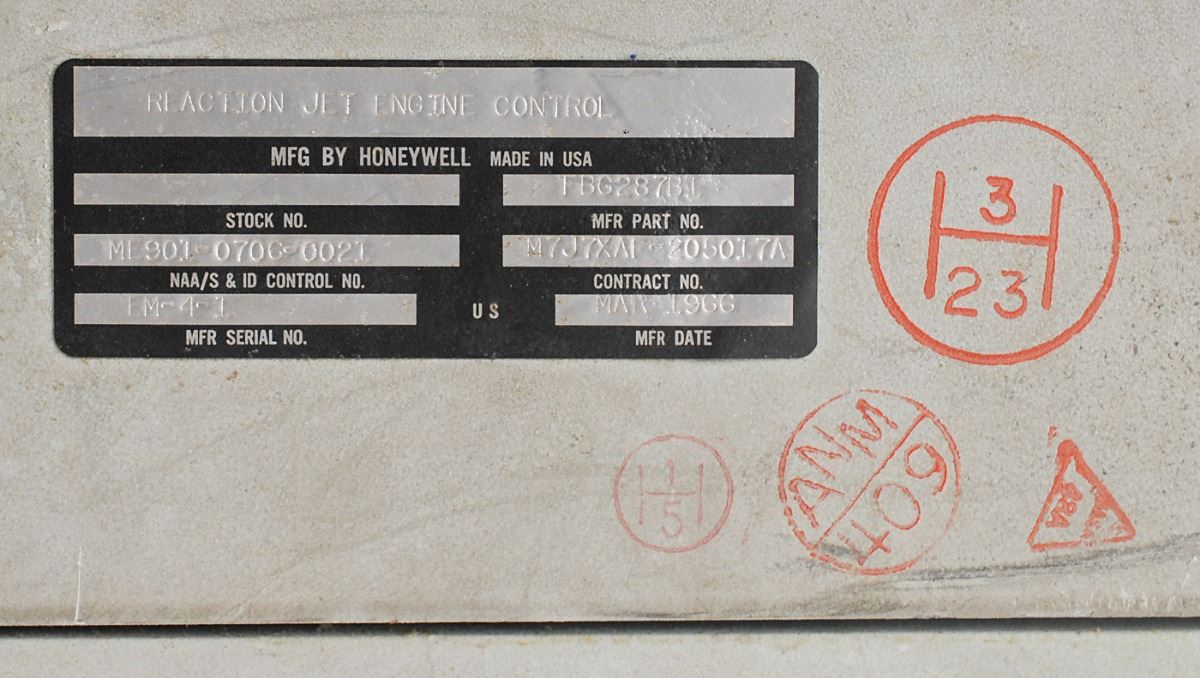 REACTION JET ENGINE CONTROL
MFG BY HONEYWELL MADE IN USA
FBG287B1
STOCK NO. MFR PART NO.
ME901-0706-0021 M7J7XAF-205017A
NAA/S & ID CONTROL NO. CONTRACT NO.
EM-4-1 US MAR 1966
MFR SERIAL NO. MFR DATE
H
3
23
H
1
5
ANM
409